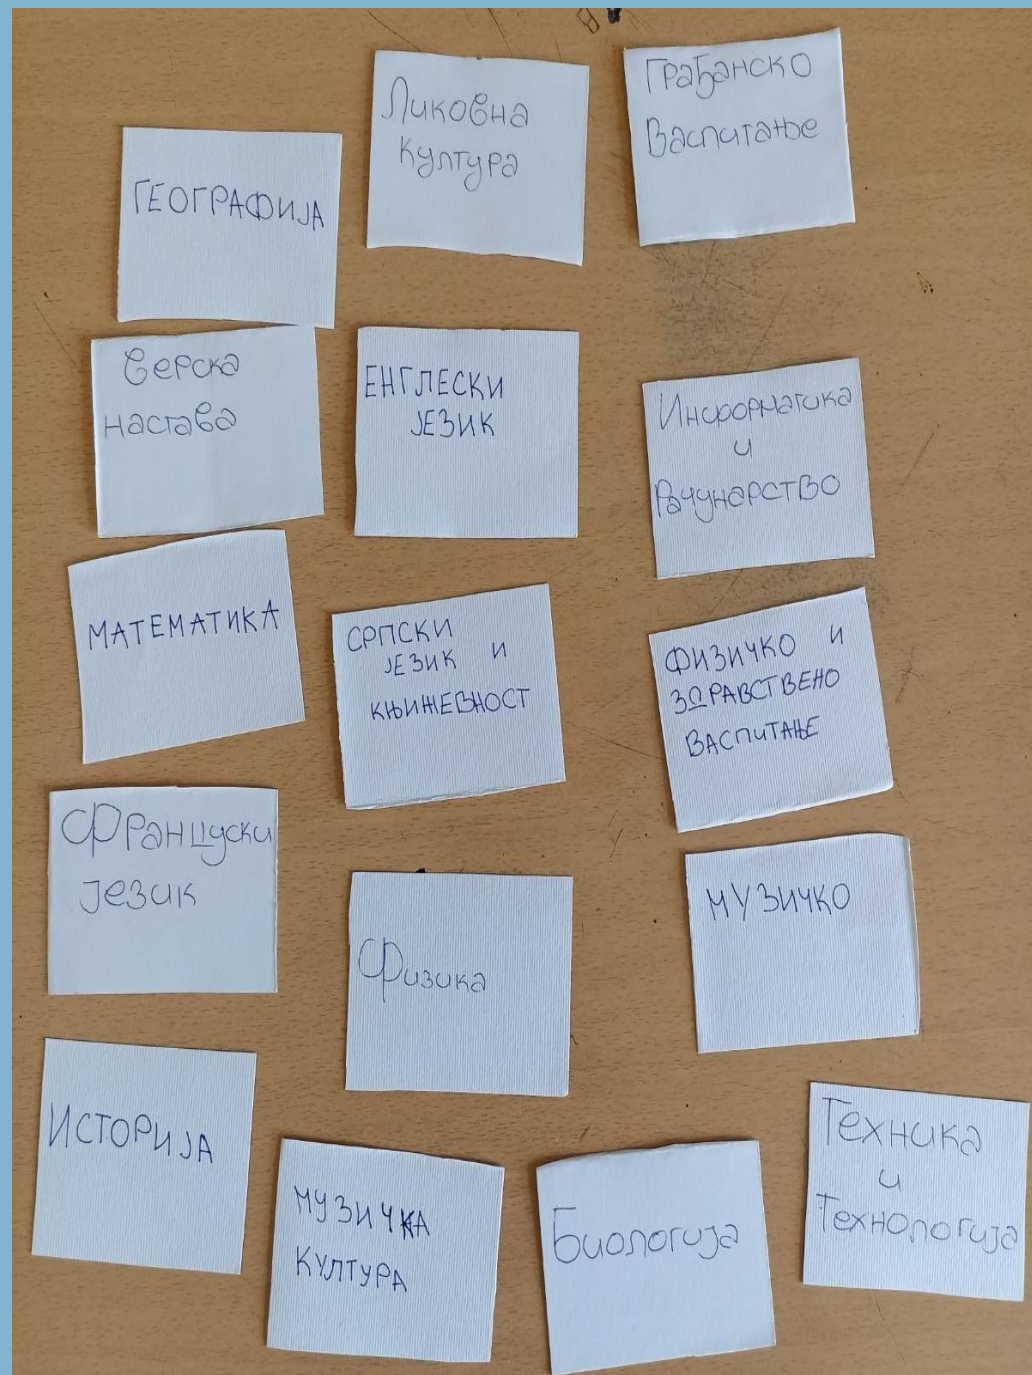 Ликовна
Култура
Грађанско
Васпитање
ГЕОГРАФИЈА
Верска
настава
ЕНГЛЕСКИ
ЈЕЗИК
Информатика
и
Рачунарство
МАТЕМАТИКА
СРПСКИ
ЈЕЗИК И
КЊИЖЕВНОСТ
ФИЗИЧКО И
ЗДРАВСТВЕНО
ВАСПИТАЊЕ
Француски
језик
Физика
МУЗИЧКО
ИСТОРИЈА
МУЗИЧКА
КУЛТУРА
Биологија
Техника
и
Технологија